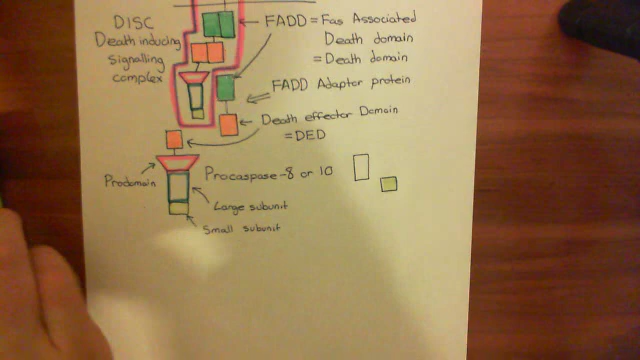 DISC
Death inducing
signalling
complex
FADD = Fas Associated
Death domain
= Death domain
FADD Adaptor protein
Death effector Domain
= DED
Prodomain
Procaspase-8 or 10
Large subunit
Small subunit